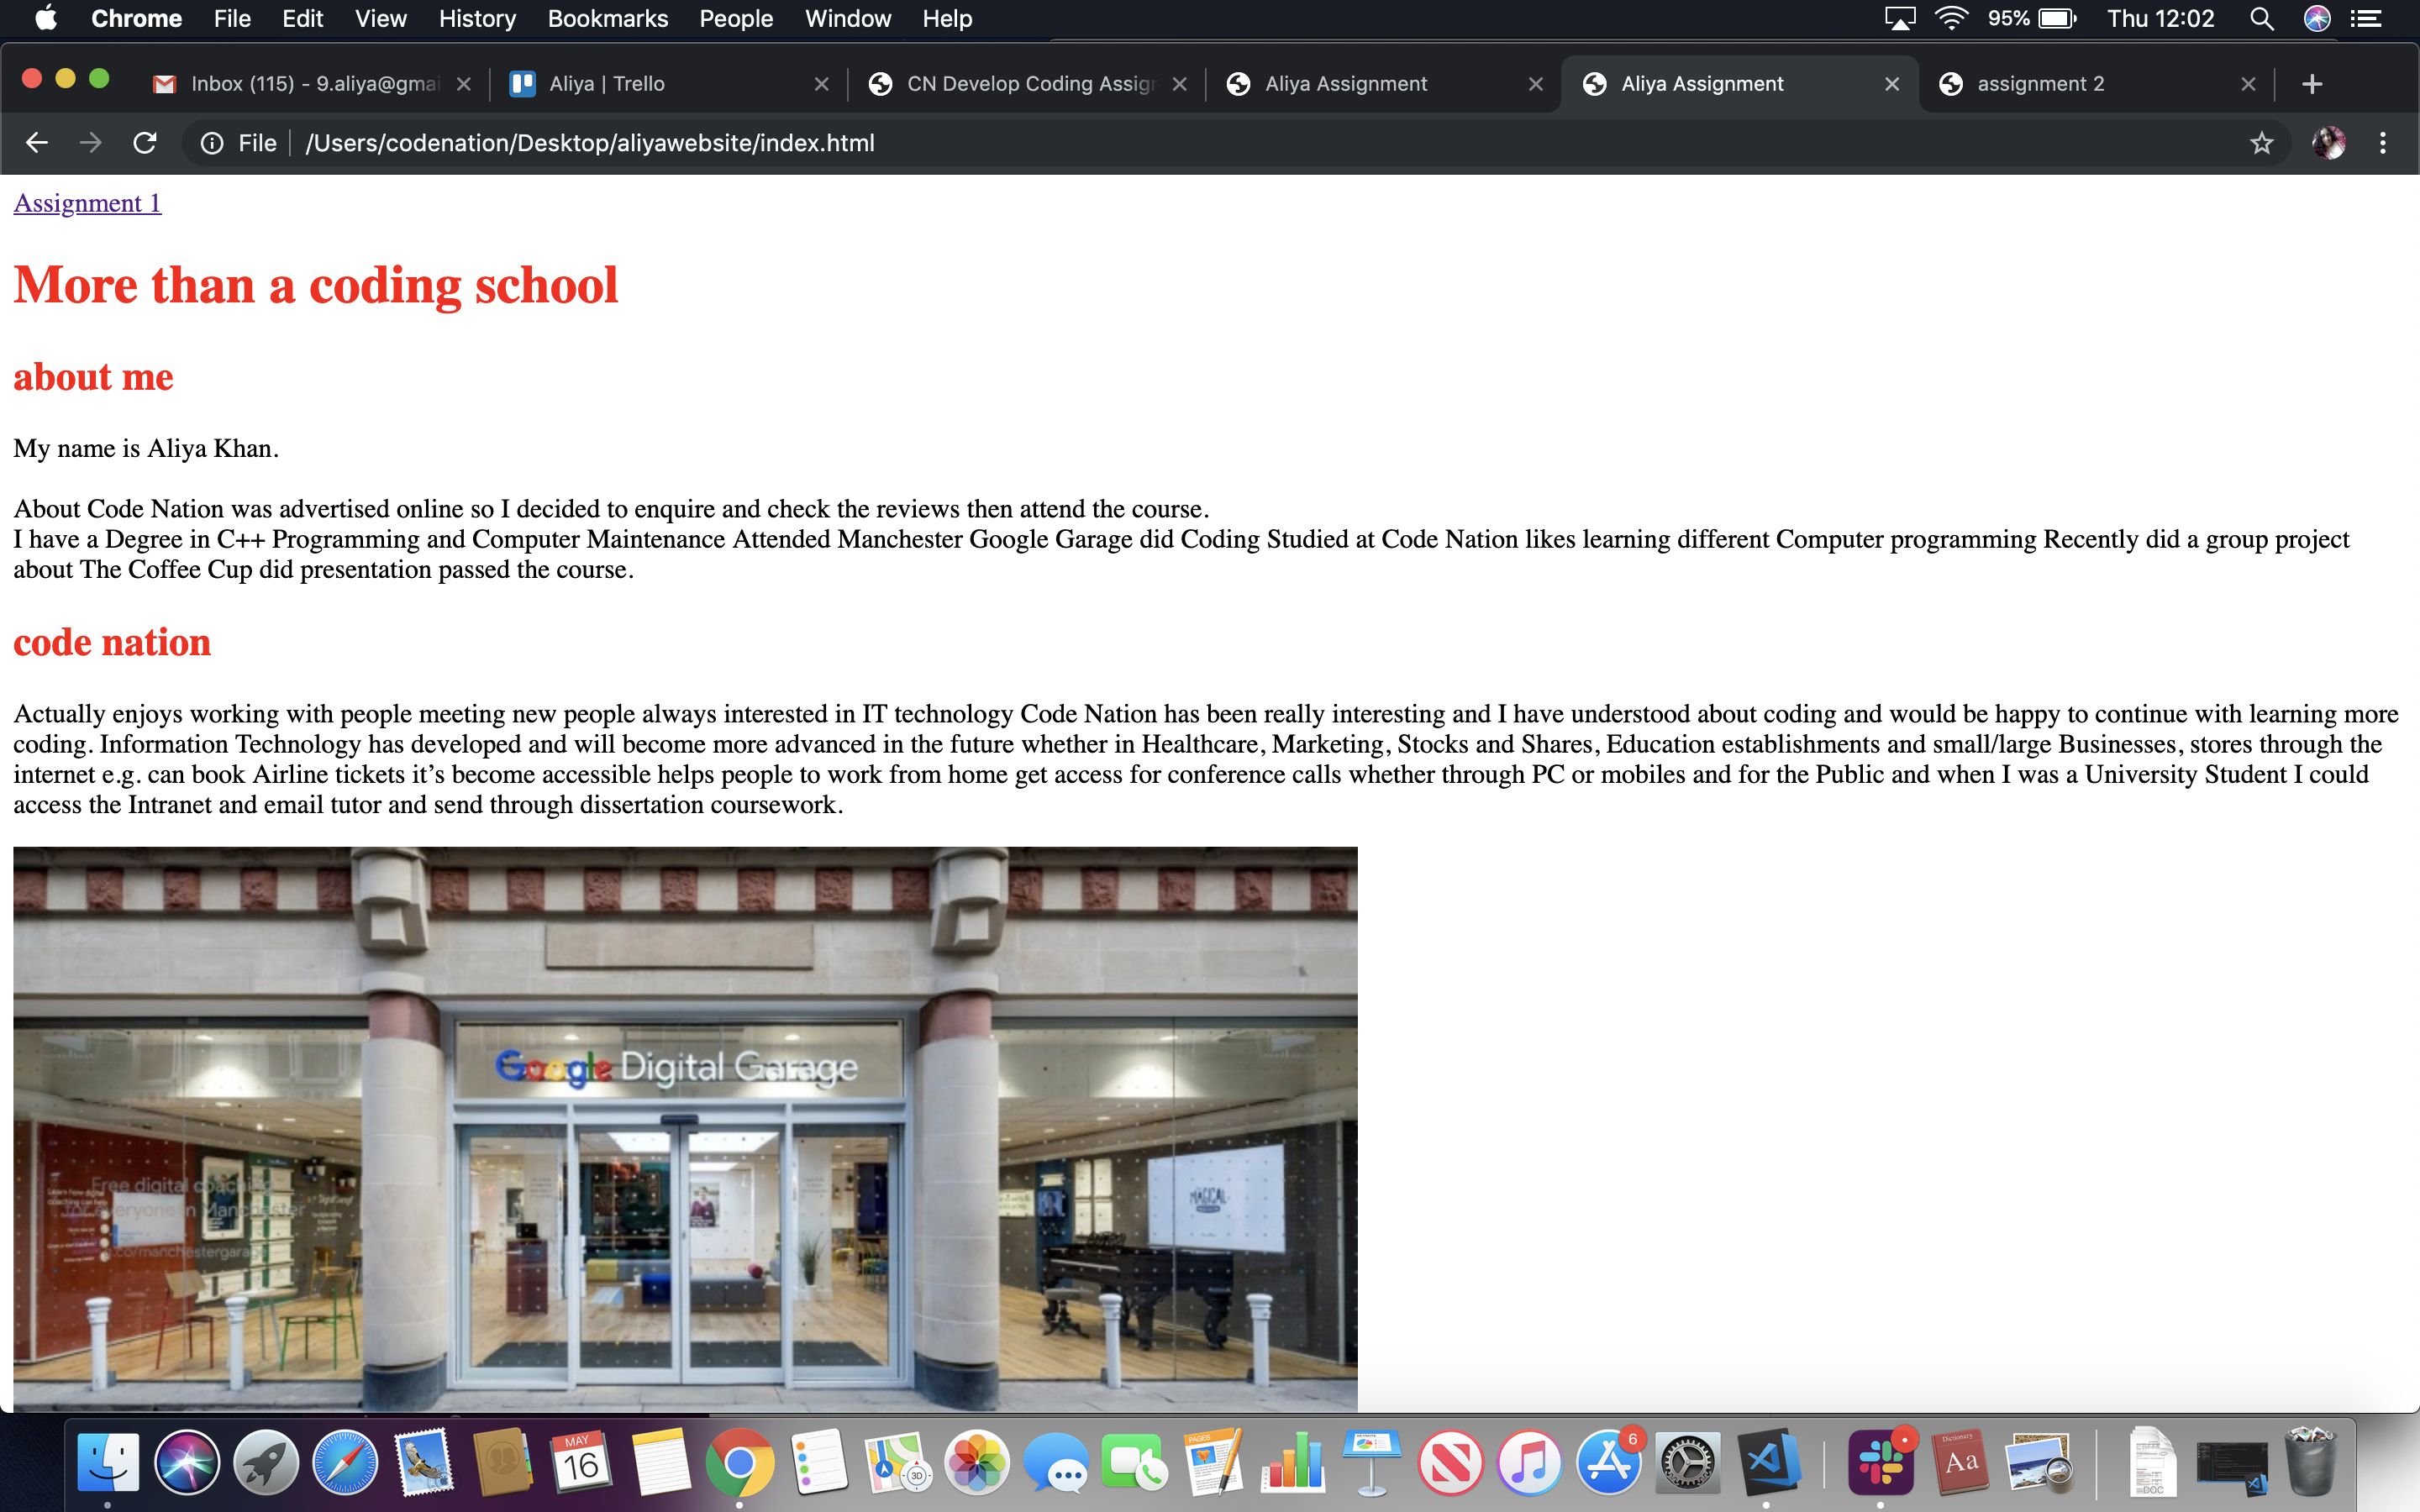 Chrome File Edit View History Bookmarks People Window Help 95% Thu 12:02
Inbox (115) - 9.aliya@gmai Aliya | Trello CN Develop Coding Assign Aliya Assignment Aliya Assignment assignment 2
File /Users/codenation/Desktop/aliyawebsite/index.html
Assignment 1
More than a coding school
about me
My name is Aliya Khan.
About Code Nation was advertised online so I decided to enquire and check the reviews then attend the course.
I have a Degree in C++ Programming and Computer Maintenance Attended Manchester Google Garage did Coding Studied at Code Nation likes learning different Computer programming Recently did a group project
about The Coffee Cup did presentation passed the course.
code nation
Actually enjoys working with people meeting new people always interested in IT technology Code Nation has been really interesting and I have understood about coding and would be happy to continue with learning more
coding. Information Technology has developed and will become more advanced in the future whether in Healthcare, Marketing, Stocks and Shares, Education establishments and small/large Businesses, stores through the
internet e.g. can book Airline tickets it’s become accessible helps people to work from home get access for conference calls whether through PC or mobiles and for the Public and when I was a University Student I could
access the Intranet and email tutor and send through dissertation coursework.
Google Digital Garage
Free digital coaching
for everyone in Manchester
.co/manchestergarage
MAGICAL
MAY
16
3D
PAGES
6
Dictionary
Aa
DOC